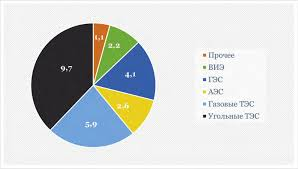 1,1
2,2
4,1
2,6
5,9
9,7
Прочее
ВИЭ
ГЭС
АЭС
Газовые ТЭС
Угольные ТЭС